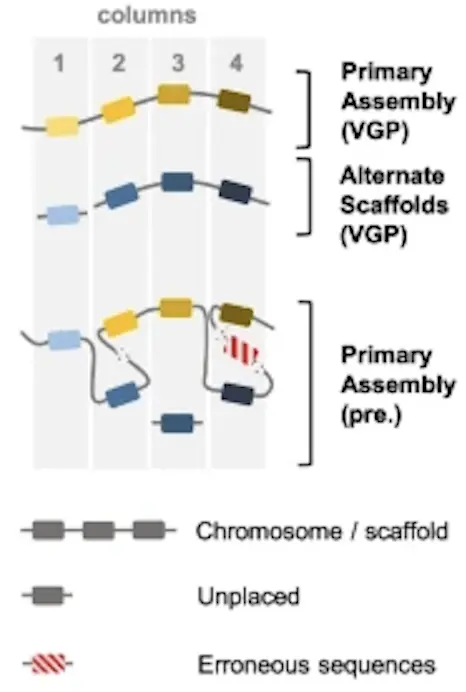 columns
1 2 3 4
Primary
Assembly
(VGP)
Alternate
Scaffolds
(VGP)
Primary
Assembly
(pre.)
Chromosome / scaffold
Unplaced
Erroneous sequences